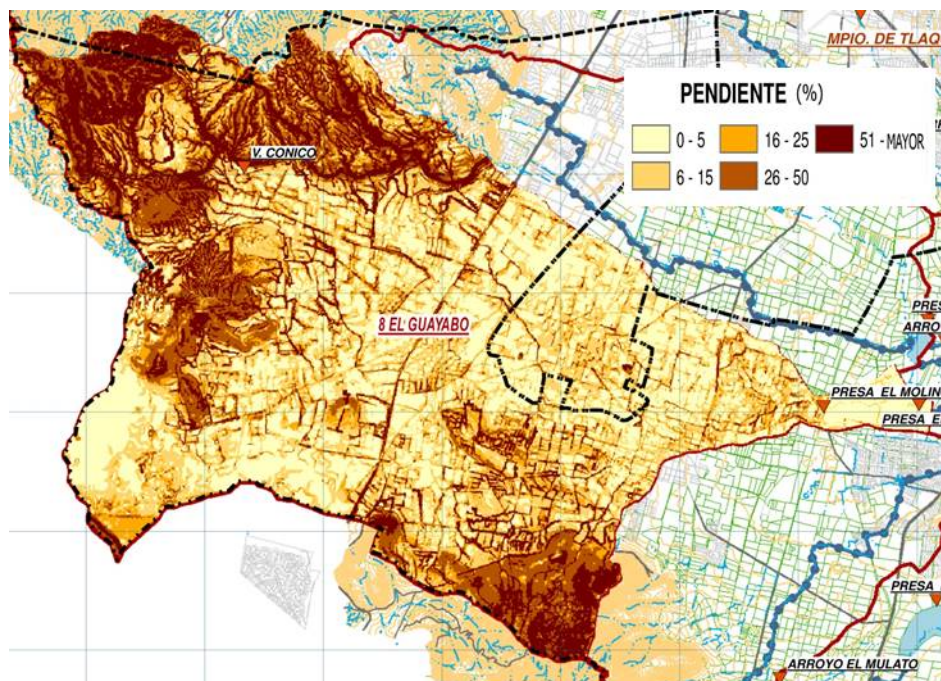 MPIO. DE TLAQ
PENDIENTE (%)
0 - 5
16 - 25
51 - MAYOR
6 - 15
26 - 50
V. CONICO
PRES
ARRO
8 EL GUAYABO
PRESA EL MOLIN
PRESA E
PRESA
ARROYO EL MULATO